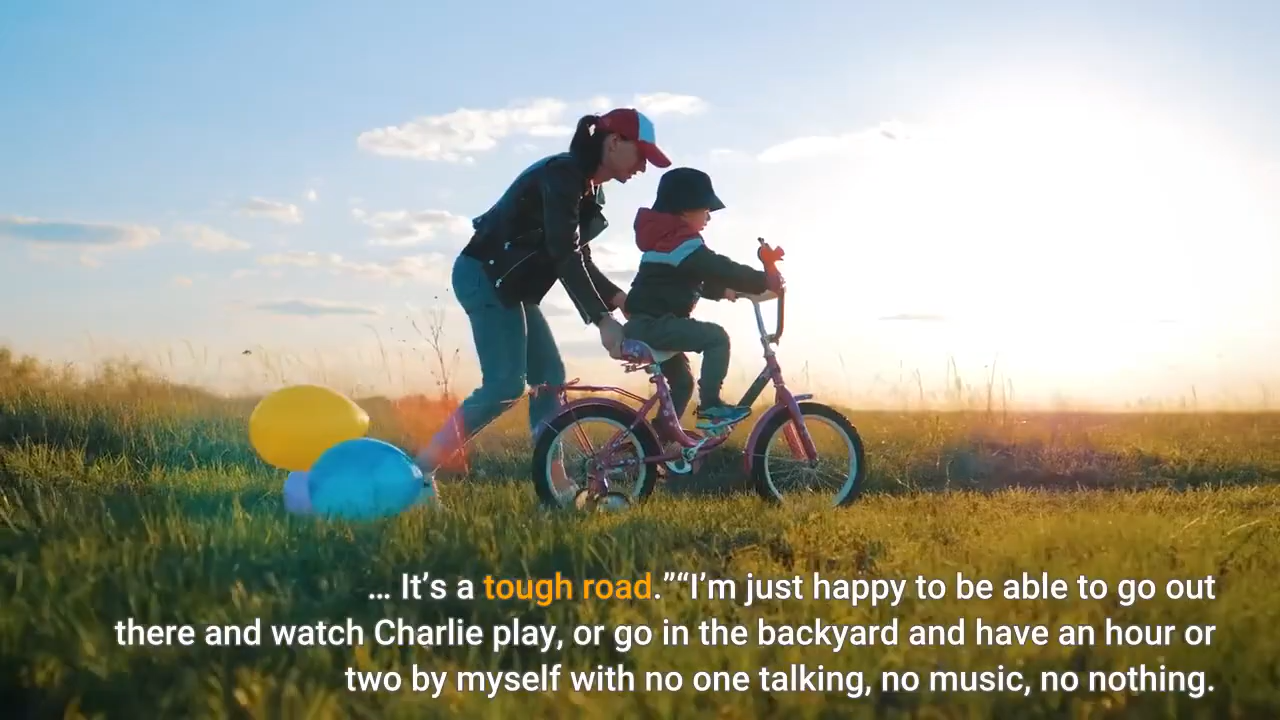 … It’s a tough road.”“I’m just happy to be able to go out
there and watch Charlie play, or go in the backyard and have an hour or
two by myself with no one talking, no music, no nothing.